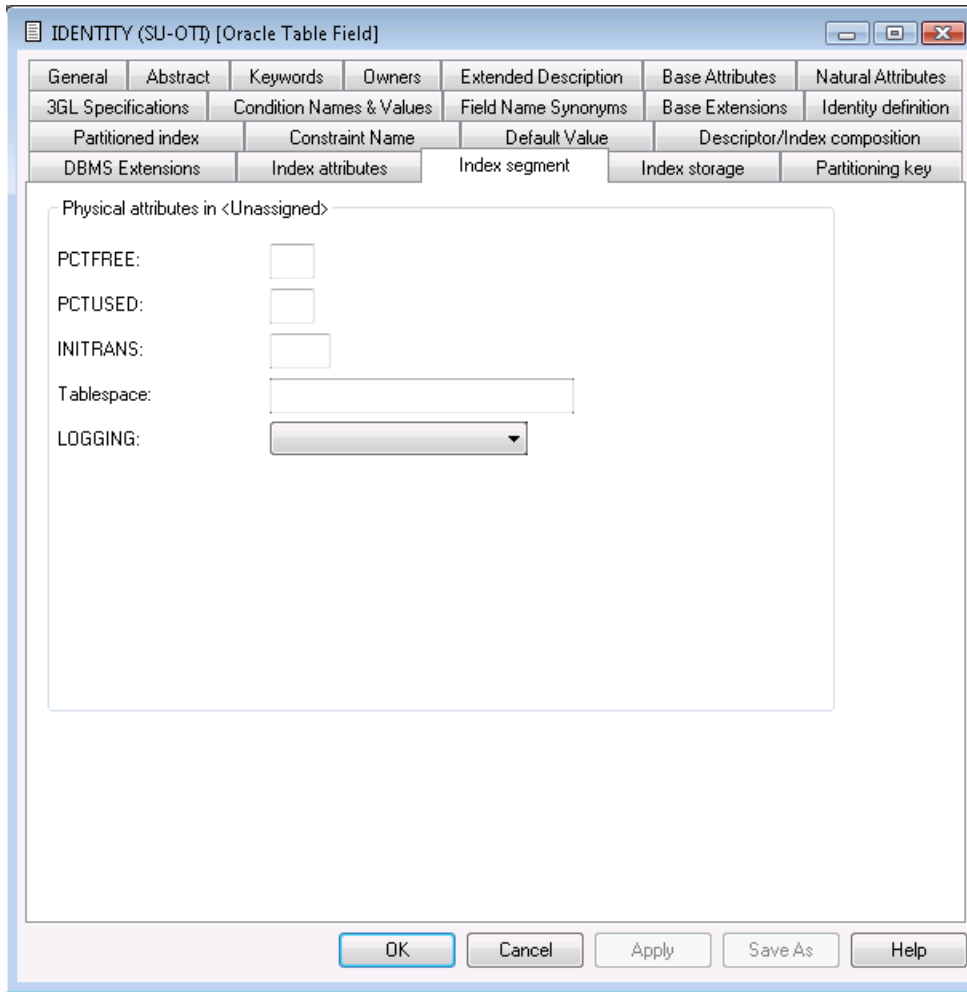 IDENTITY (SU-OTI) [Oracle Table Field]
General Abstract Keywords Owners Extended Description Base Attributes Natural Attributes
3GL Specifications Condition Names & Values Field Name Synonyms Base Extensions Identity definition
Partitioned index Constraint Name Default Value Descriptor/Index composition
DBMS Extensions Index attributes Index segment Index storage Partitioning key
Physical attributes in <Unassigned>
PCTFREE:
PCTUSED:
INITRANS:
Tablespace:
LOGGING:
OK Cancel Apply Save As Help